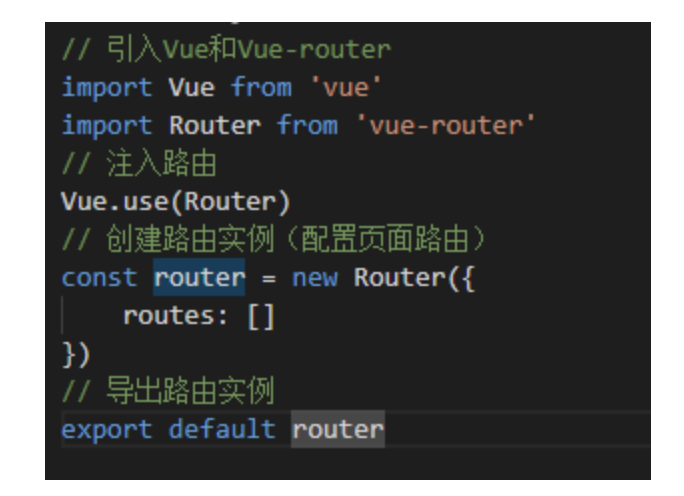 // 引入Vue和Vue-router
import Vue from 'vue'
import Router from 'vue-router'
// 注入路由
Vue.use(Router)
// 创建路由实例（配置页面路由）
const router = new Router({
    routes: []
})
// 导出路由实例
export default router